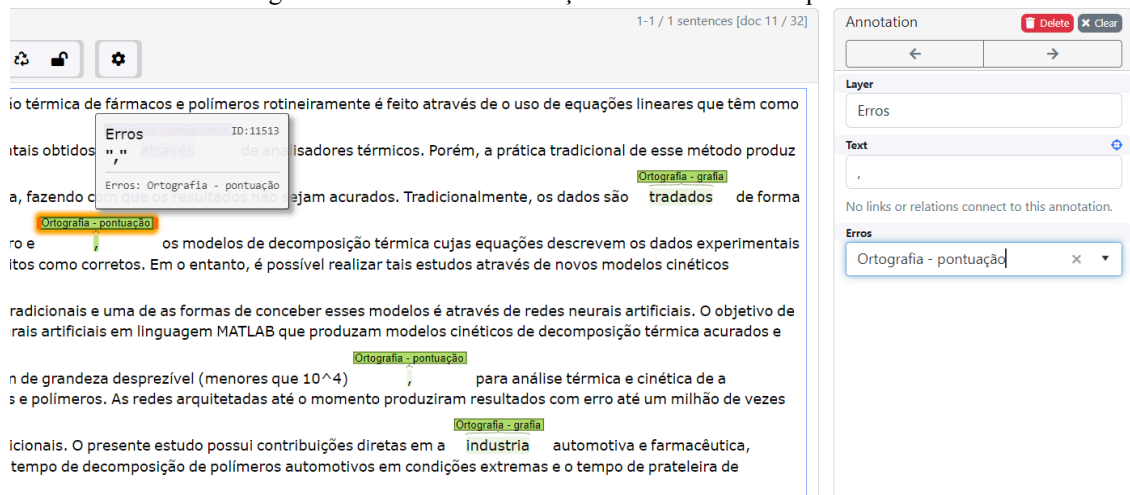 1-1 / 1 sentences [doc 11 / 32]
ão térmica de fármacos e polímeros rotineiramente é feito através de o uso de equações lineares que têm como
Erros ID:11513
","
Erros: Ortografia - pontuação
ntais obtidos através de analisadores térmicos. Porém, a prática tradicional de esse método produz
Ortografia - grafia
a, fazendo com que os resultados não sejam acurados. Tradicionalmente, os dados são tradados de forma
Ortografia - pontuação
ro e , os modelos de decomposição térmica cujas equações descrevem os dados experimentais
itos como corretos. Em o entanto, é possível realizar tais estudos através de novos modelos cinéticos
radicionais e uma de as formas de conceber esses modelos é através de redes neurais artificiais. O objetivo de
rais artificiais em linguagem MATLAB que produzam modelos cinéticos de decomposição térmica acurados e
Ortografia - pontuação
n de grandeza desprezível (menores que 10^4) , para análise térmica e cinética de a
s e polímeros. As redes arquitetadas até o momento produziram resultados com erro até um milhão de vezes
Ortografia - grafia
dicionais. O presente estudo possui contribuições diretas em a industria automotiva e farmacêutica,
tempo de decomposição de polímeros automotivos em condições extremas e o tempo de prateleira de
Annotation Delete Clear
Layer
Erros
Text
,
No links or relations connect to this annotation.
Erros
Ortografia - pontuação